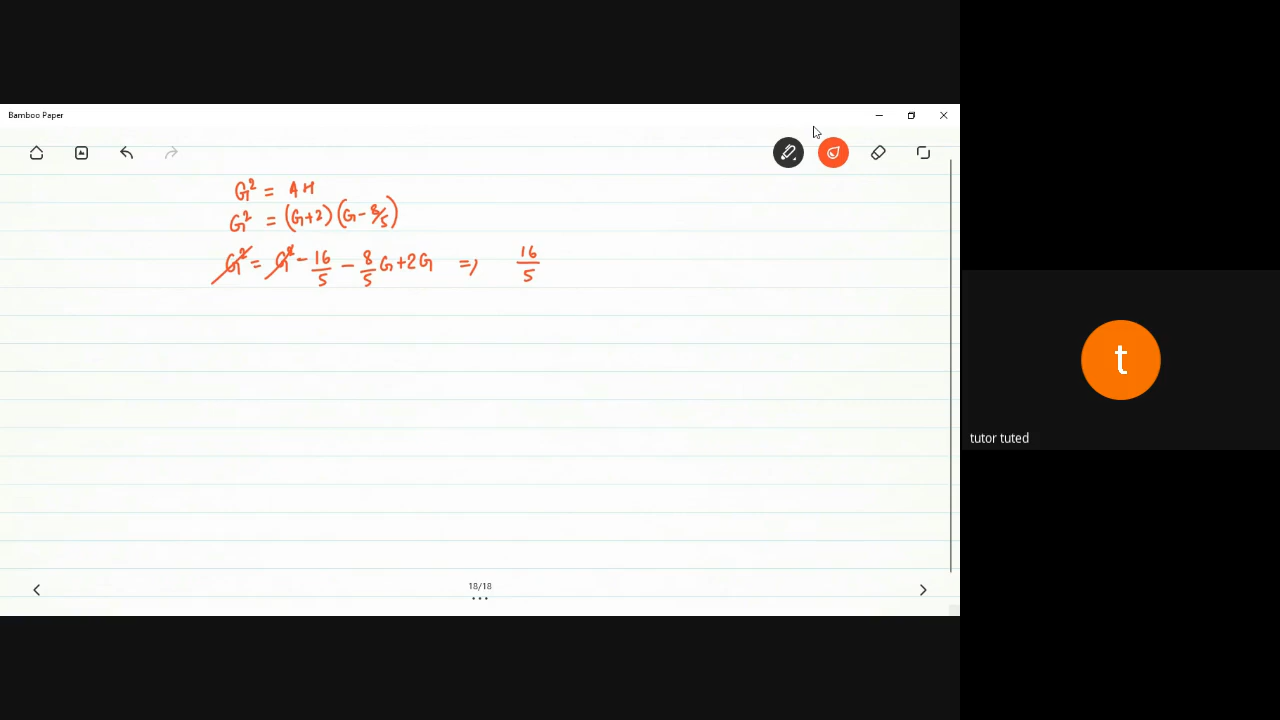 Bamboo Paper
G² = AH
G² = (G+2)(G-8/5)
G² = G² - 16/5 - 8/5 G + 2G => 16/5
t
tutor tuted
18/18